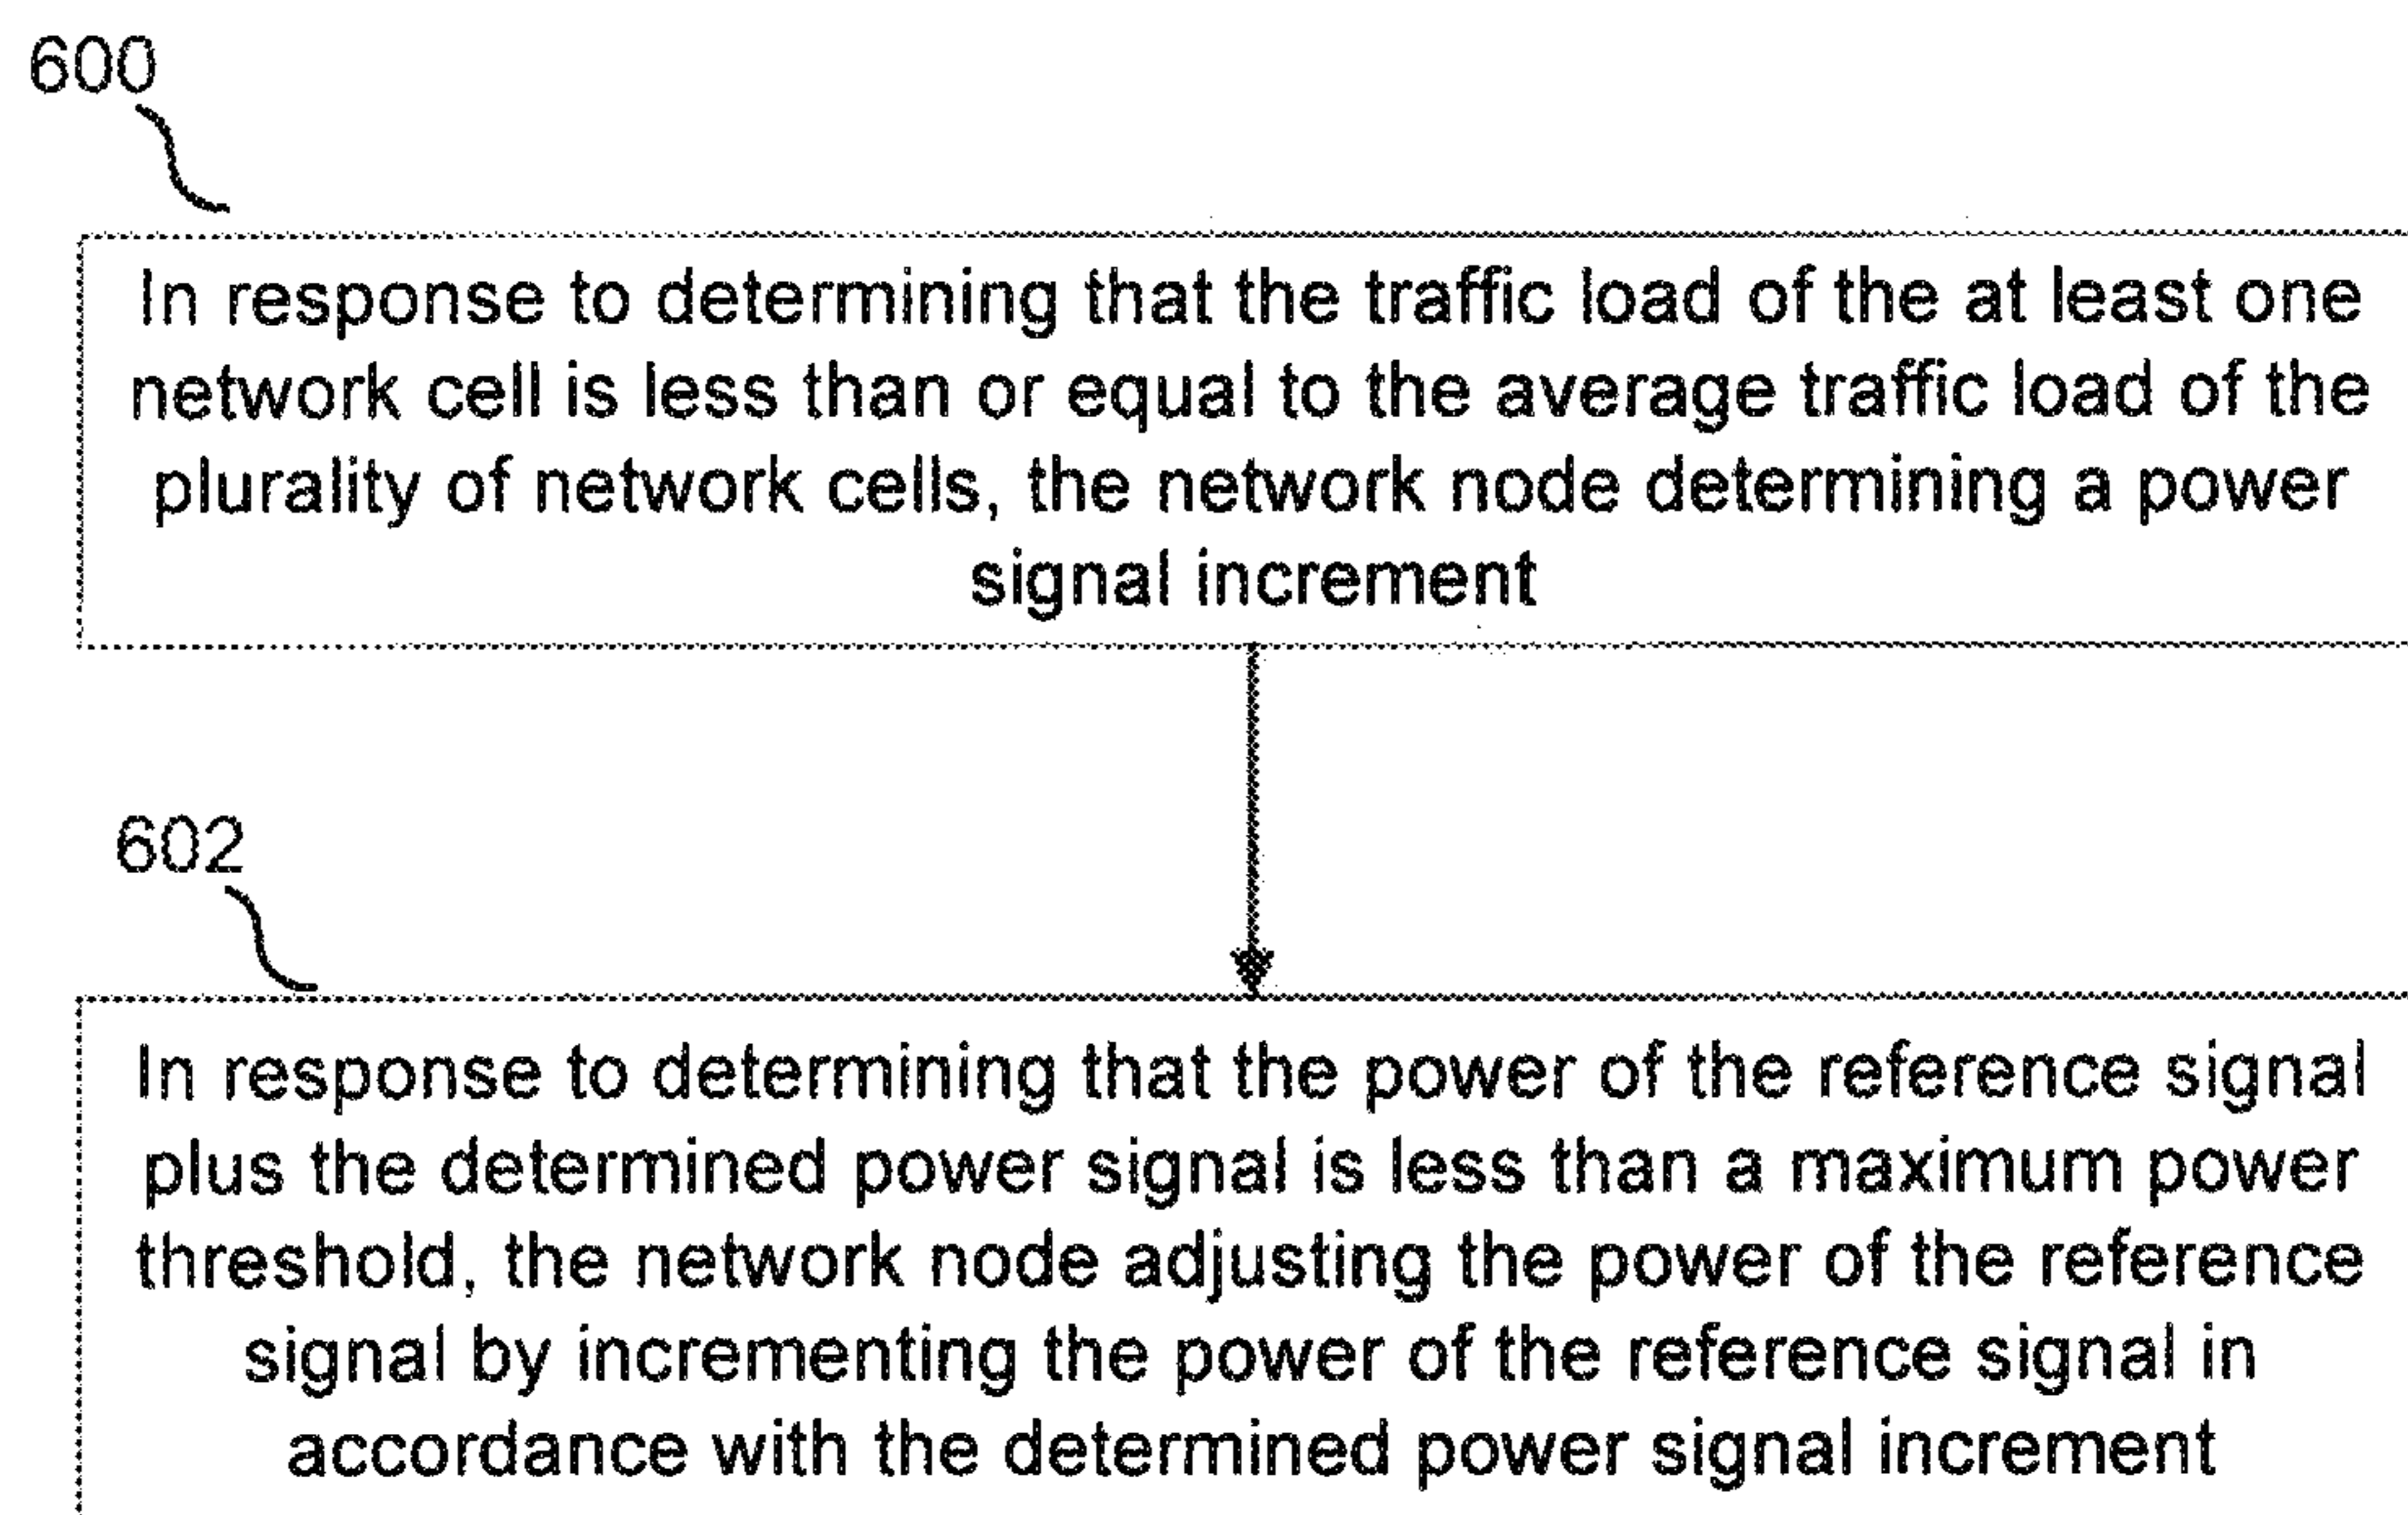 600
In response to determining that the traffic load of the at least one
network cell is less than or equal to the average traffic load of the
plurality of network cells, the network node determining a power
signal increment
602
In response to determining that the power of the reference signal
plus the determined power signal is less than a maximum power
threshold, the network node adjusting the power of the reference
signal by incrementing the power of the reference signal in
accordance with the determined power signal increment